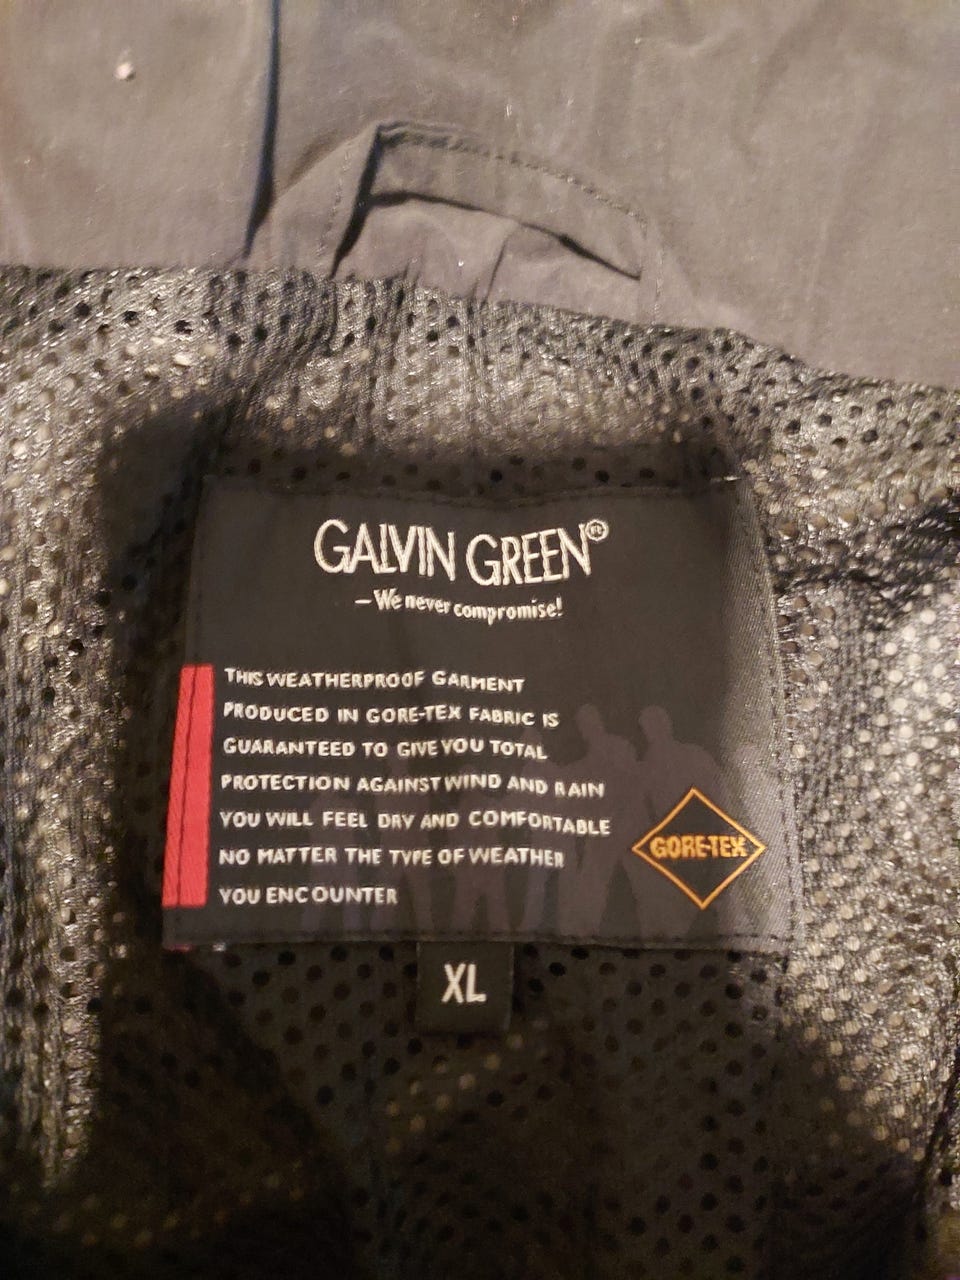 GALVIN GREEN®
– We never compromise!
THIS WEATHERPROOF GARMENT
PRODUCED IN GORE-TEX FABRIC IS
GUARANTEED TO GIVE YOU TOTAL
PROTECTION AGAINST WIND AND RAIN
YOU WILL FEEL DRY AND COMFORTABLE
NO MATTER THE TYPE OF WEATHER
YOU ENCOUNTER
GORE-TEX
XL